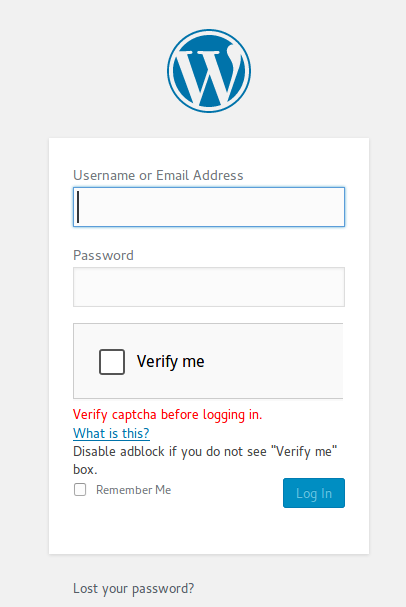 Username or Email Address
Password
Verify me
Verify captcha before logging in.
What is this?
Disable adblock if you do not see "Verify me"
box.
Remember Me
Log In
Lost your password?